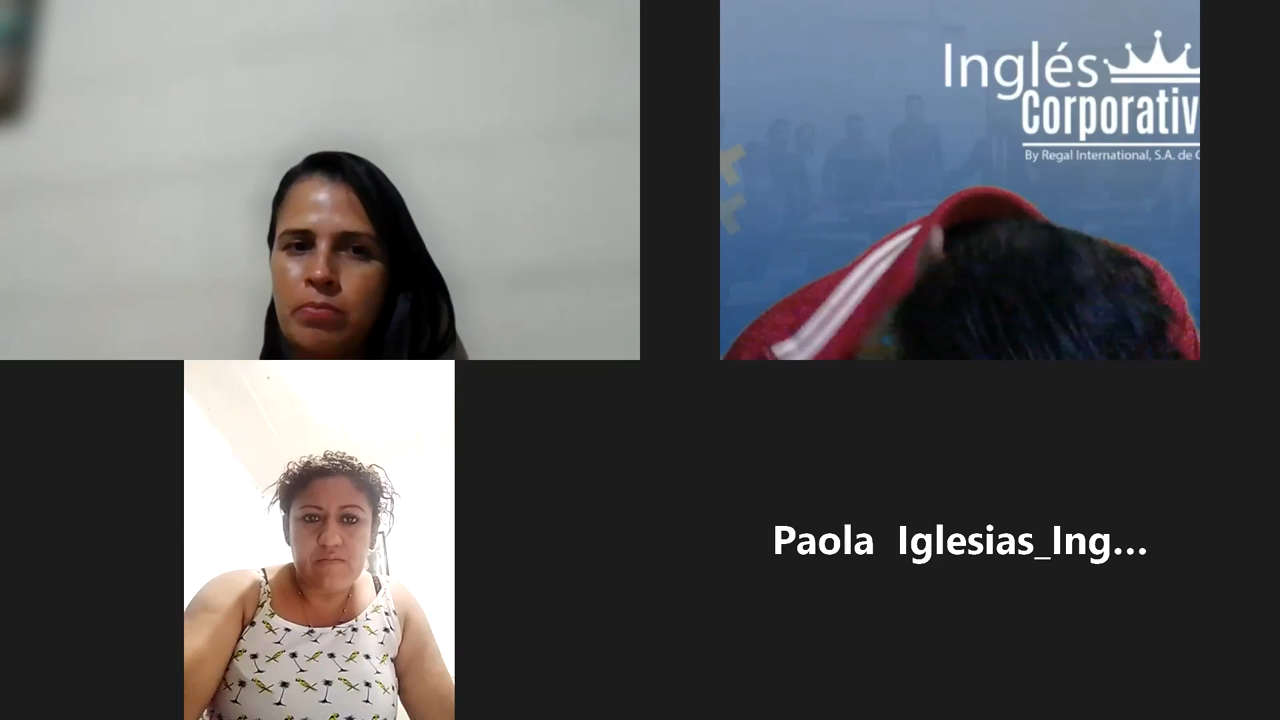 Inglés
Corporativ
By Regal International, S.A. de C
Paola Iglesias_Ing...